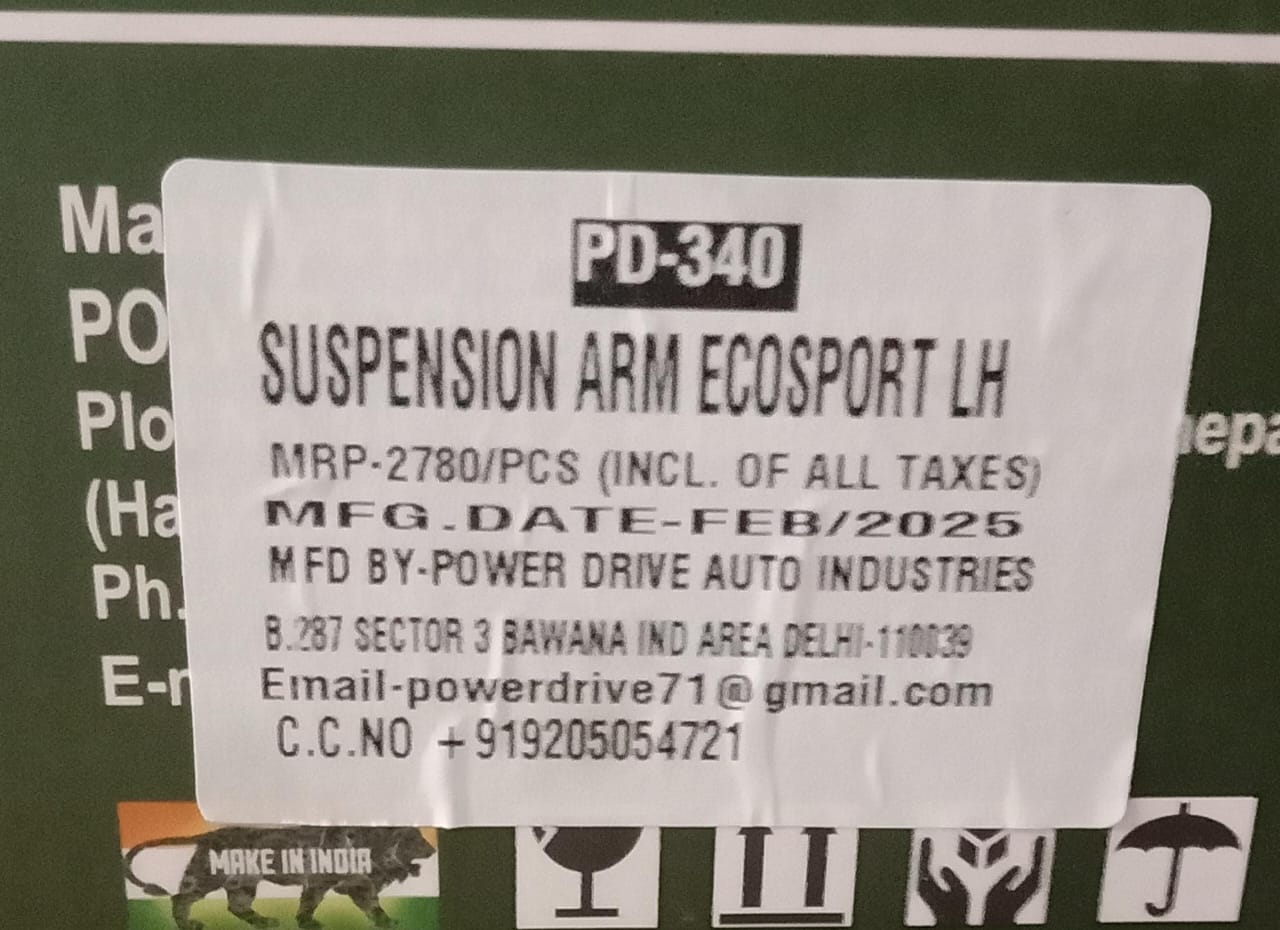 PD-340
SUSPENSION ARM ECOSPORT LH
MRP-2780/PCS (INCL. OF ALL TAXES)
MFG.DATE-FEB/2025
MFD BY-POWER DRIVE AUTO INDUSTRIES
B.287 SECTOR 3 BAWANA IND AREA DELHI-110039
Email-powerdrive71@gmail.com
C.C.NO +919205054721
Ma
PO
Plo
(Ha
Ph.
E-
MAKE IN INDIA